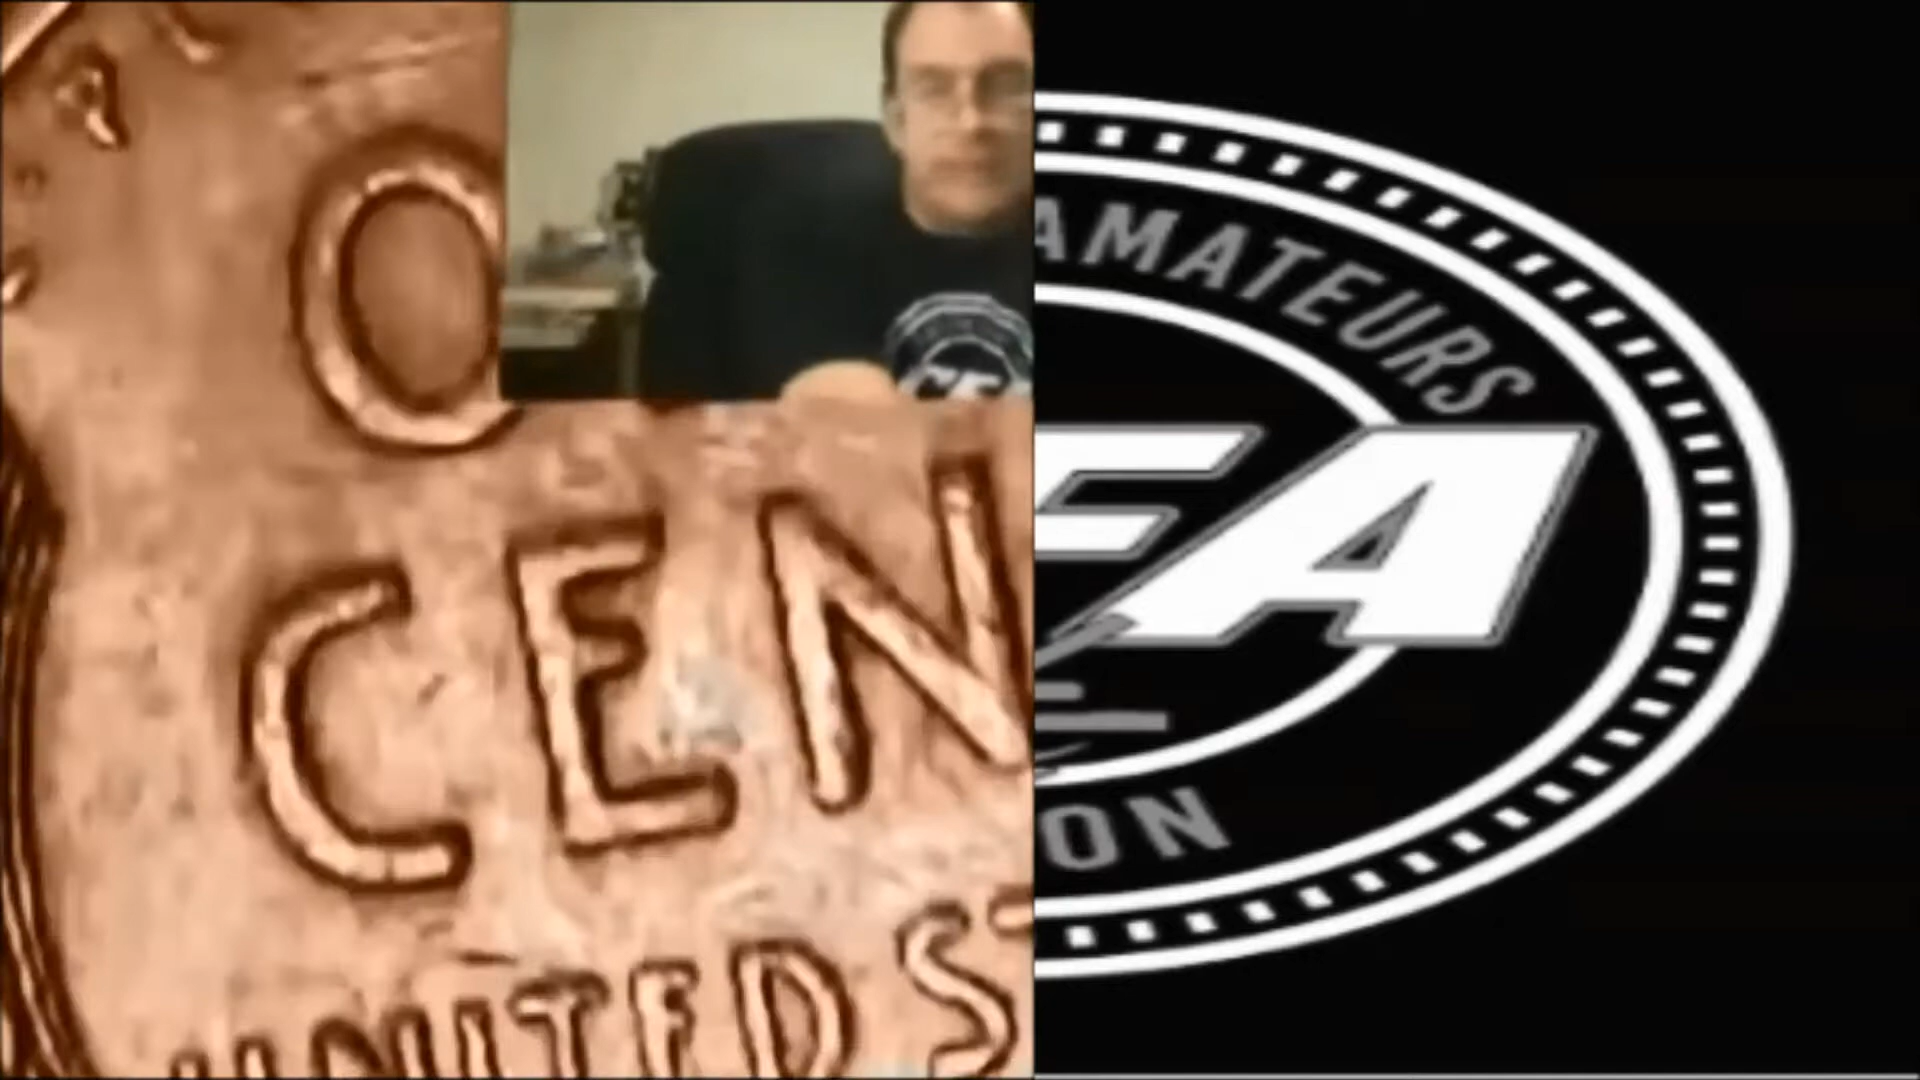 O
CEN
UNITED ST
AMATEURS
FA
ON